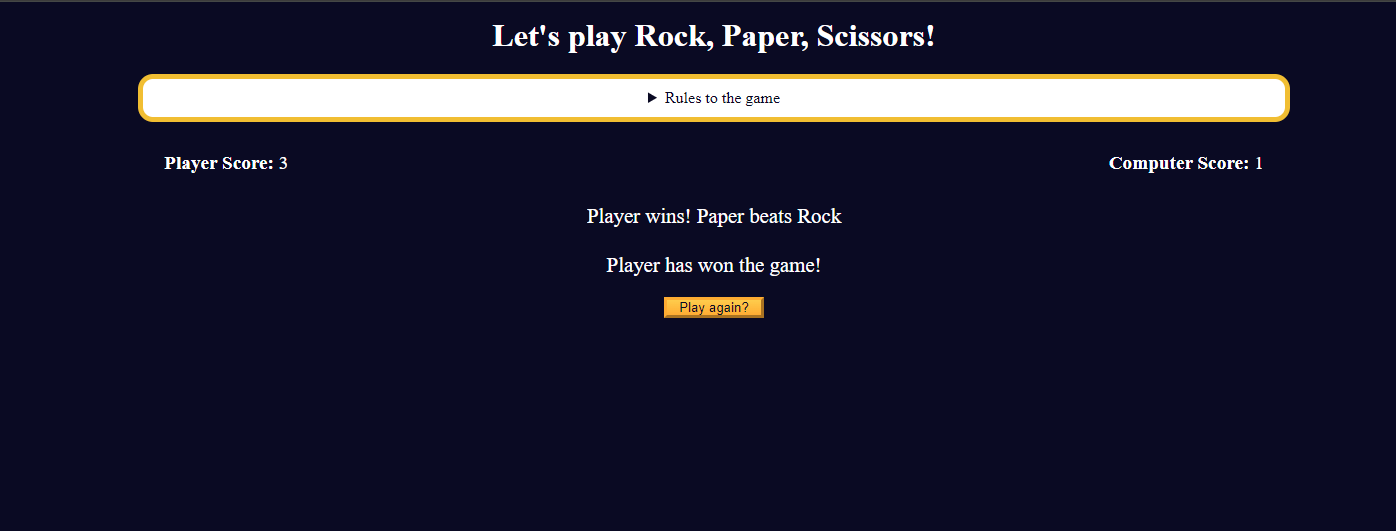 Let's play Rock, Paper, Scissors!
Rules to the game
Player Score: 3
Computer Score: 1
Player wins! Paper beats Rock
Player has won the game!
Play again?